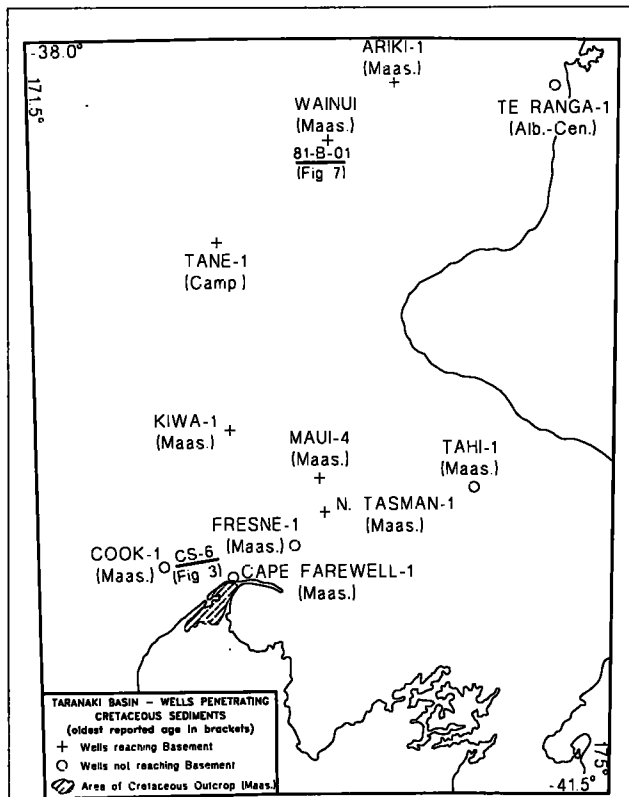 -38.0°
171.5°
ARIKI-1
(Maas.)
WAINUI
(Maas.)
81-B-01
(Fig 7)
TE RANGA-1
(Alb.-Cen.)
TANE-1
(Camp)
KIWA-1
(Maas.)
MAUI-4
(Maas.)
TAHI-1
(Maas.)
N. TASMAN-1
(Maas.)
FRESNE-1
(Maas.)
COOK-1
(Maas.)
CS-6
(Fig 3)
CAPE FAREWELL-1
(Maas.)
TARANAKI BASIN - WELLS PENETRATING
CRETACEOUS SEDIMENTS
(oldest reported age in brackets)
+ Wells reaching Basement
O Wells not reaching Basement
Area of Cretaceous Outcrop (Maas.)
175°
-41.5°